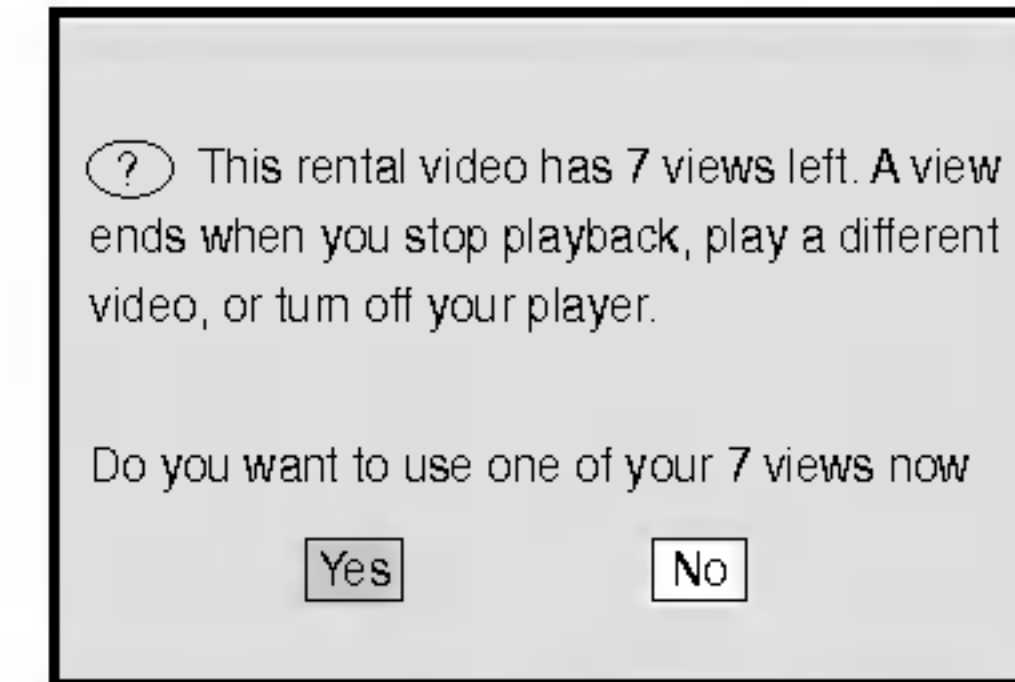 ? This rental video has 7 views left. A view
ends when you stop playback, play a different
video, or turn off your player.
Do you want to use one of your 7 views now
Yes No